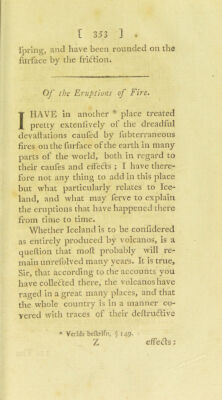 [ 353 ]
ſpring, and have been rounded on the
ſurface by the friction.
Of the Eruptions of Fire.
I HAVE in another * place treated
pretty extenſively of the dreadful
devaſtations cauſed by ſubterraneous
fires on the ſurface of the earth in many
parts of the world, both in regard to
their cauſes and effects ; I have there-
fore not any thing to add in this place
but what particularly relates to Ice-
land, and what may ſerve to explain
the eruptions that have happened there
from time to time.
Whether Iceland is to be conſidered
as entirely produced by volcanos, is a
queſtion that moſt probably will re-
main unreſolved many years. It is true,
Sir, that according to the accounts you
have collected there, the volcanos have
raged in a great many places, and that
the whole country is in a manner co-
vered with traces of their deſtructive
* Verlds beſkrifn, § 149.
Z effects :